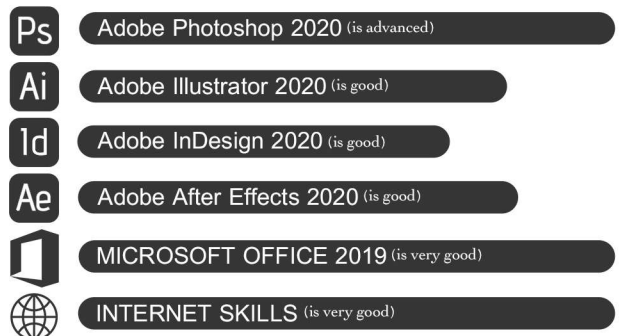 Ps Adobe Photoshop 2020 (is advanced)
Ai Adobe Illustrator 2020 (is good)
Id Adobe InDesign 2020 (is good)
Ae Adobe After Effects 2020 (is good)
MICROSOFT OFFICE 2019 (is very good)
INTERNET SKILLS (is very good)